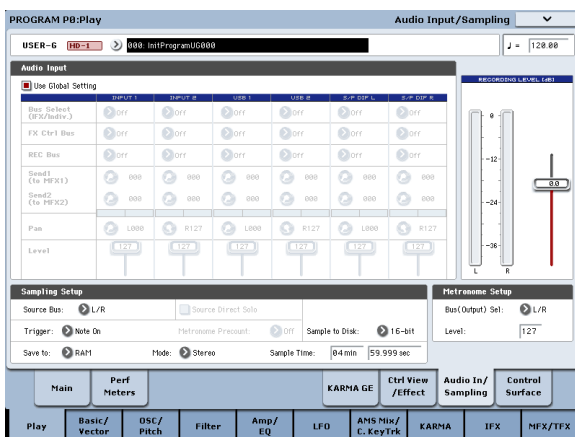 PROGRAM P0:Play Audio Input/Sampling
USER-G HD-1 000: InitProgramUG000 ♩ = 120.00
Audio Input
RECORDING LEVEL [dB]
Use Global Setting
INPUT 1 INPUT 2 USB 1 USB 2 S/P DIF L S/P DIF R
Bus Select
(IFX/Indiv.) Off Off Off Off Off Off
FX Ctrl Bus Off Off Off Off Off Off
REC Bus Off Off Off Off Off Off
Send1
(to MFX1) 000 000 000 000 000 000
Send2
(to MFX2) 000 000 000 000 000 000
Pan L000 R127 L000 R127 L000 R127
Level 127 127 127 127 127 127
0
-12
-24
-36
0.0
L R
Sampling Setup
Source Bus: L/R Source Direct Solo
Trigger: Note On Metronome Precount: Off Sample to Disk: 16-bit
Save to: RAM Mode: Stereo Sample Time: 04 min 59.999 sec
Metronome Setup
Bus(Output) Sel: L/R
Level: 127
Main Perf
Meters KARMA GE Ctrl View
/Effect Audio In/
Sampling Control
Surface
Play Basic/
Vector OSC/
Pitch Filter Amp/
EQ LFO AMS Mix/
C. KeyTrk KARMA IFX MFX/TFX